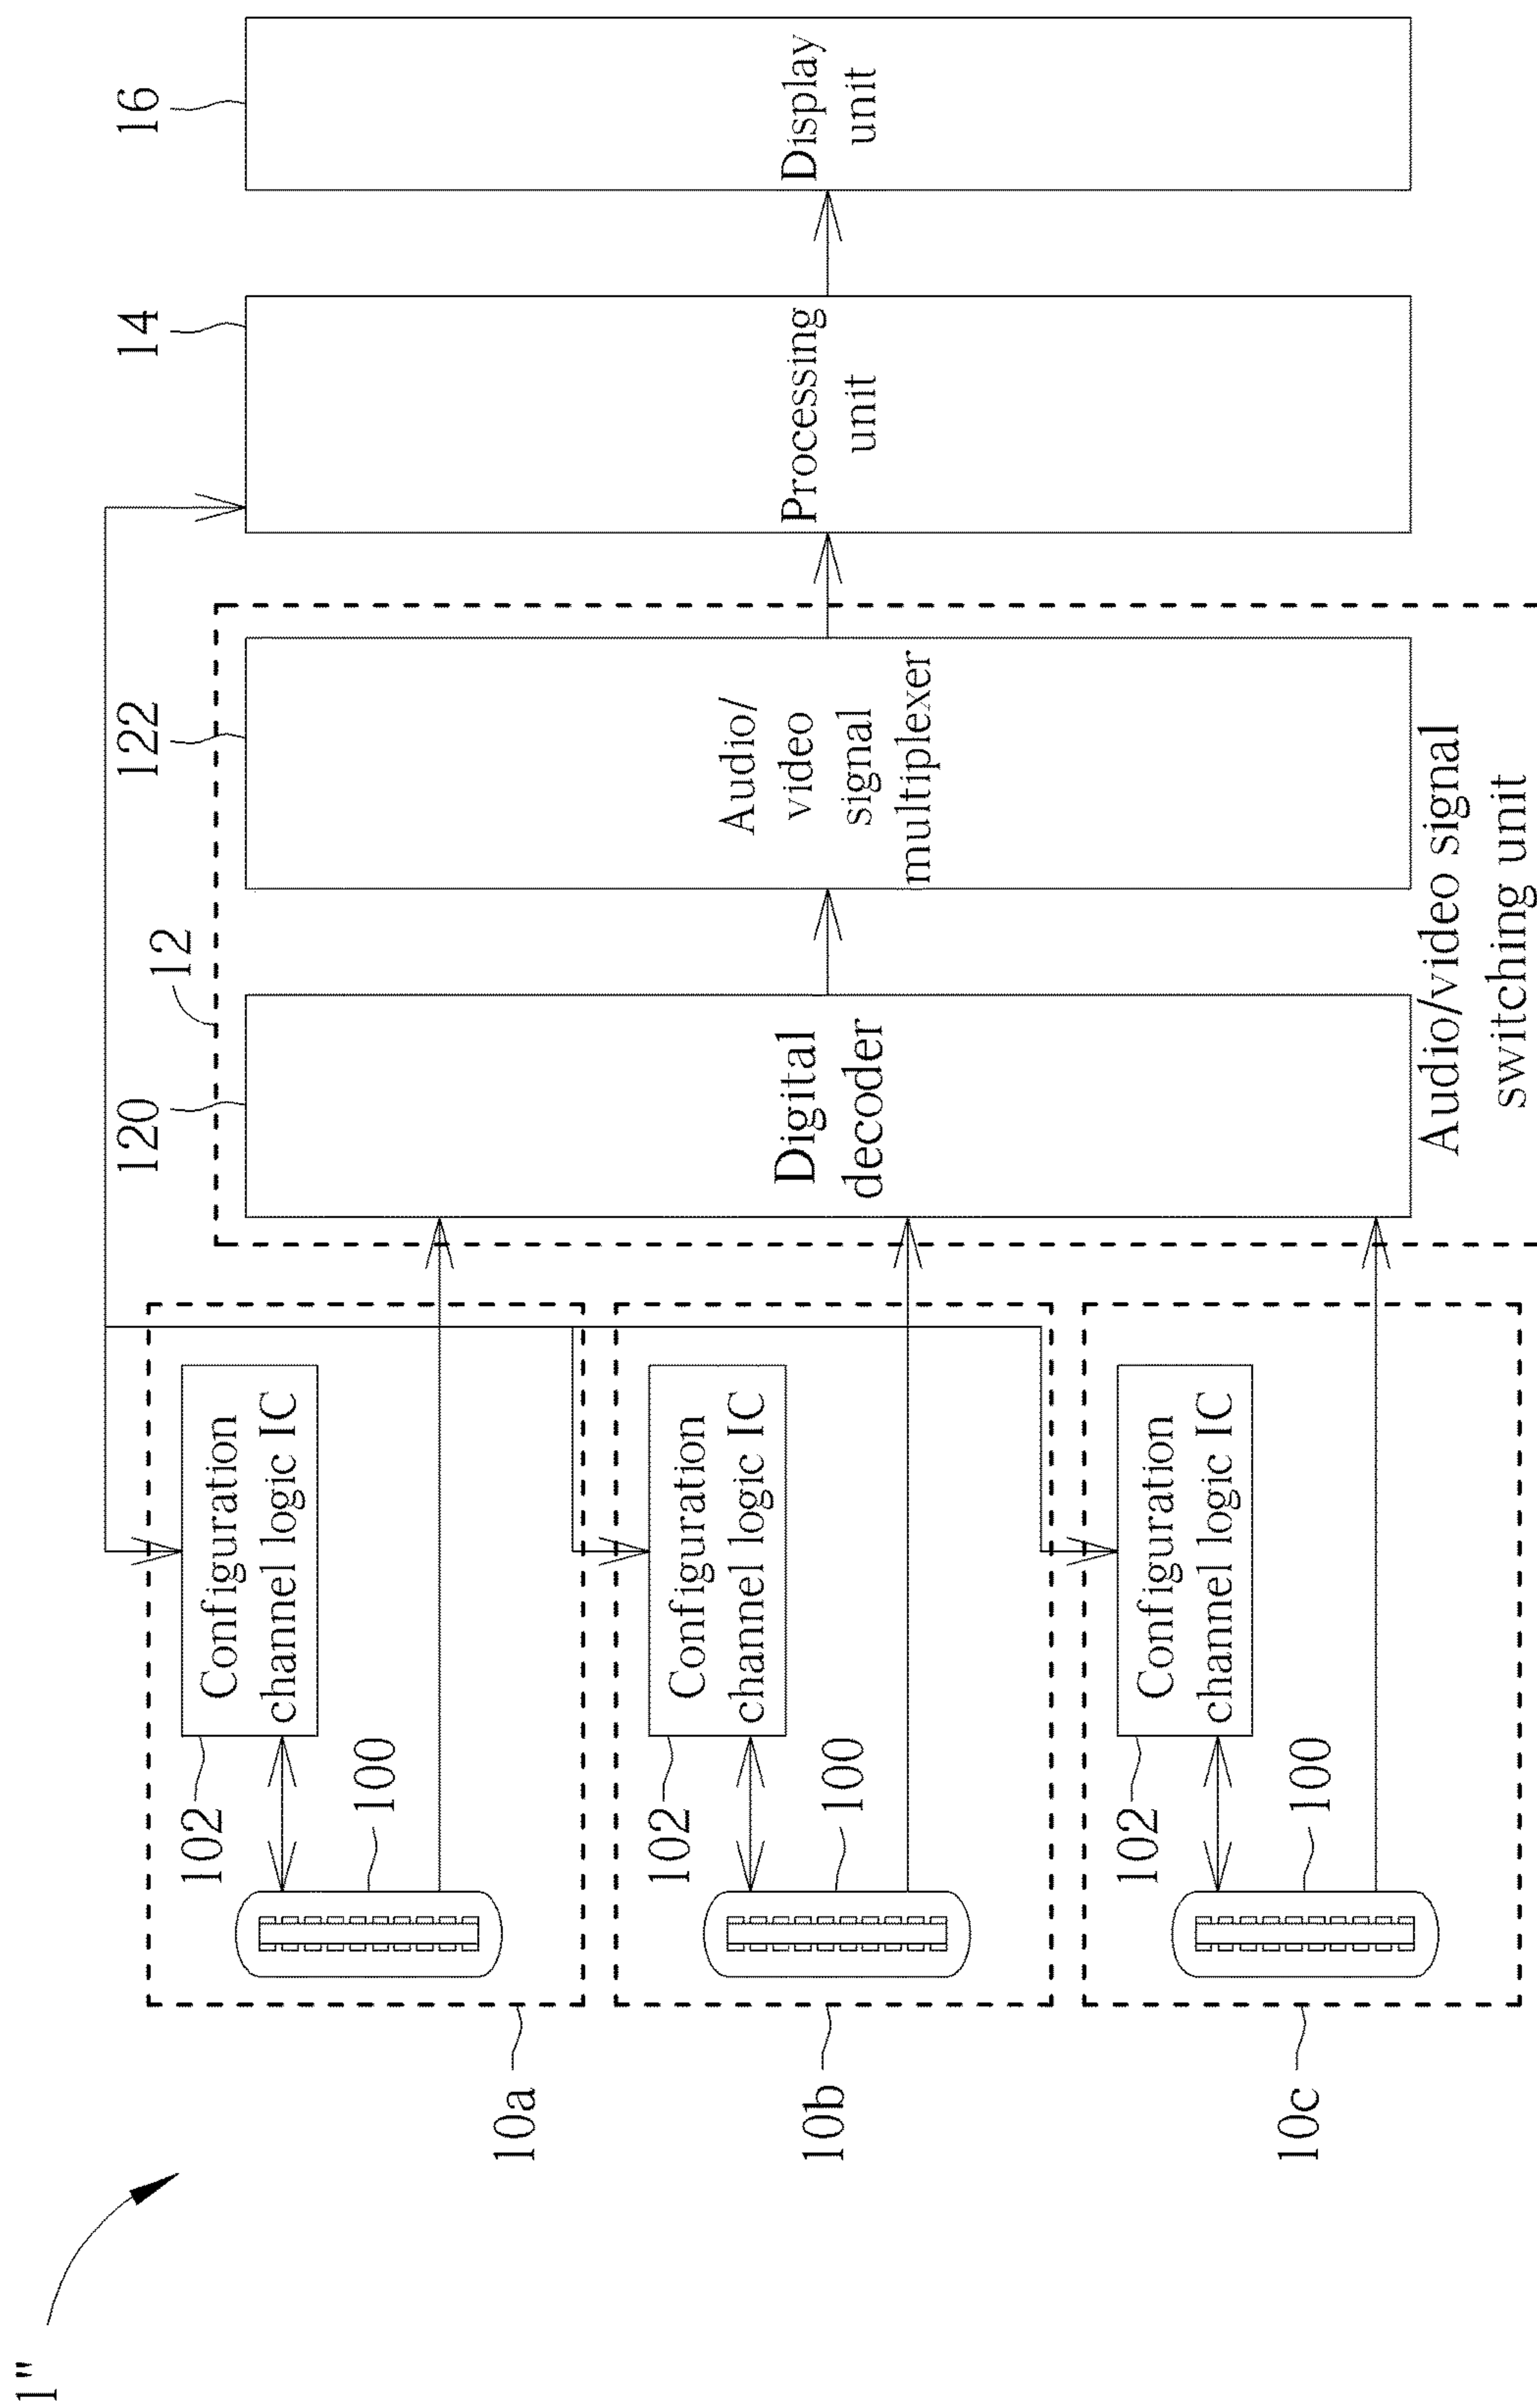 1"
10a
102
Configuration
channel logic IC
100
10b
102
Configuration
channel logic IC
100
10c
102
Configuration
channel logic IC
100
12
120
Digital
decoder
122
Audio/
video
signal
multiplexer
Audio/video signal
switching unit
14
Processing
unit
16
Display
unit